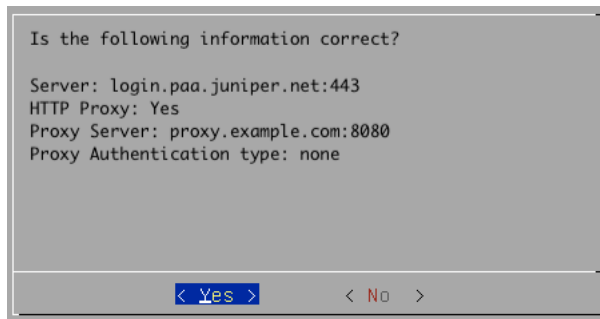 Is the following information correct?
Server: login.paa.juniper.net:443
HTTP Proxy: Yes
Proxy Server: proxy.example.com:8080
Proxy Authentication type: none
< Yes > < No >